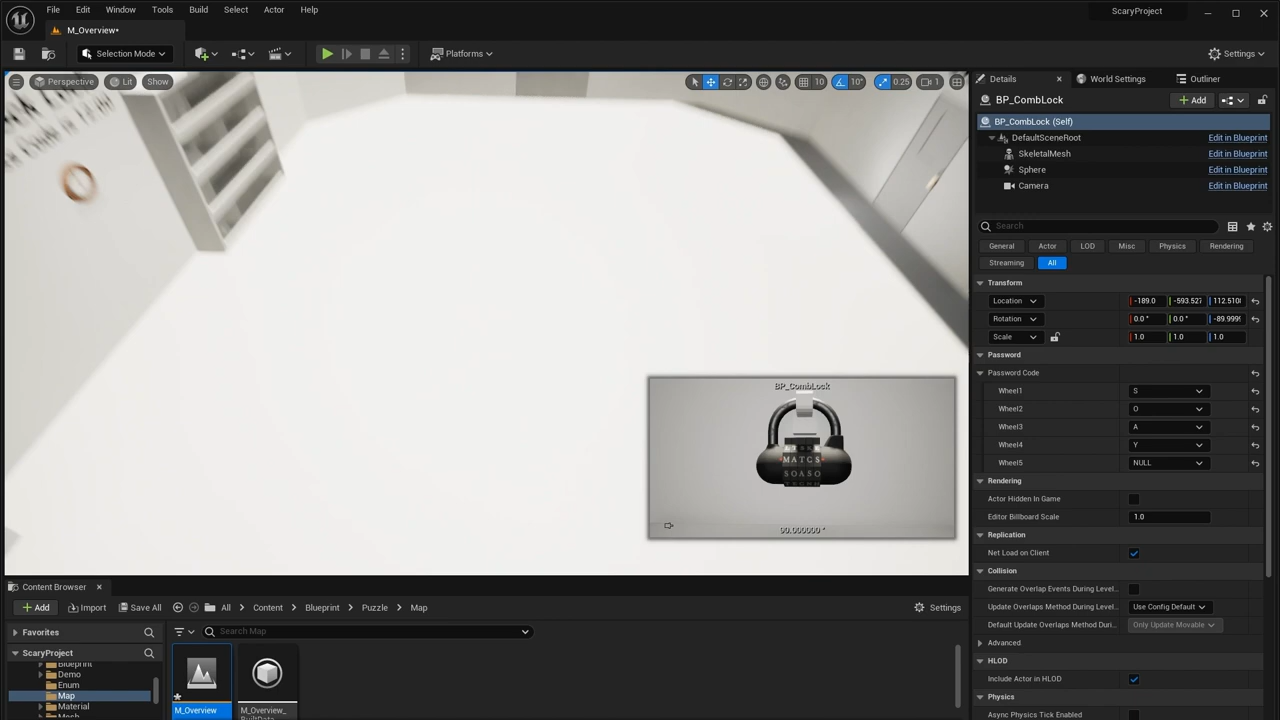 File Edit Window Tools Build Select Actor Help
ScaryProject
M_Overview*
Selection Mode
Platforms
Settings
Perspective Lit Show
10 10° 0.25 1
Details World Settings Outliner
BP_CombLock
Add
BP_CombLock (Self)
DefaultSceneRoot Edit in Blueprint
SkeletalMesh Edit in Blueprint
Sphere Edit in Blueprint
Camera Edit in Blueprint
Search
General Actor LOD Misc Physics Rendering
Streaming All
Transform
Location -189.0 -593.527 112.510
Rotation 0.0 ° 0.0 ° -89.999
Scale 1.0 1.0 1.0
Password
Password Code
Wheel1 S
Wheel2 O
Wheel3 A
Wheel4 Y
Wheel5 NULL
Rendering
Actor Hidden In Game
Editor Billboard Scale 1.0
Replication
Net Load on Client
Collision
Generate Overlap Events During Level...
Update Overlaps Method During Level... Use Config Default
Default Update Overlaps Method Duri... Only Update Movable
Advanced
HLOD
Include Actor in HLOD
Physics
Async Physics Tick Enabled
BP_CombLock
MATCS
SOASO
90.000000 °
Content Browser
Add Import Save All All Content Blueprint Puzzle Map Settings
Favorites
Search Map
ScaryProject
Blueprint
Demo
Enum
Map
Material
Mesh
M_Overview
M_Overview_
BuiltData